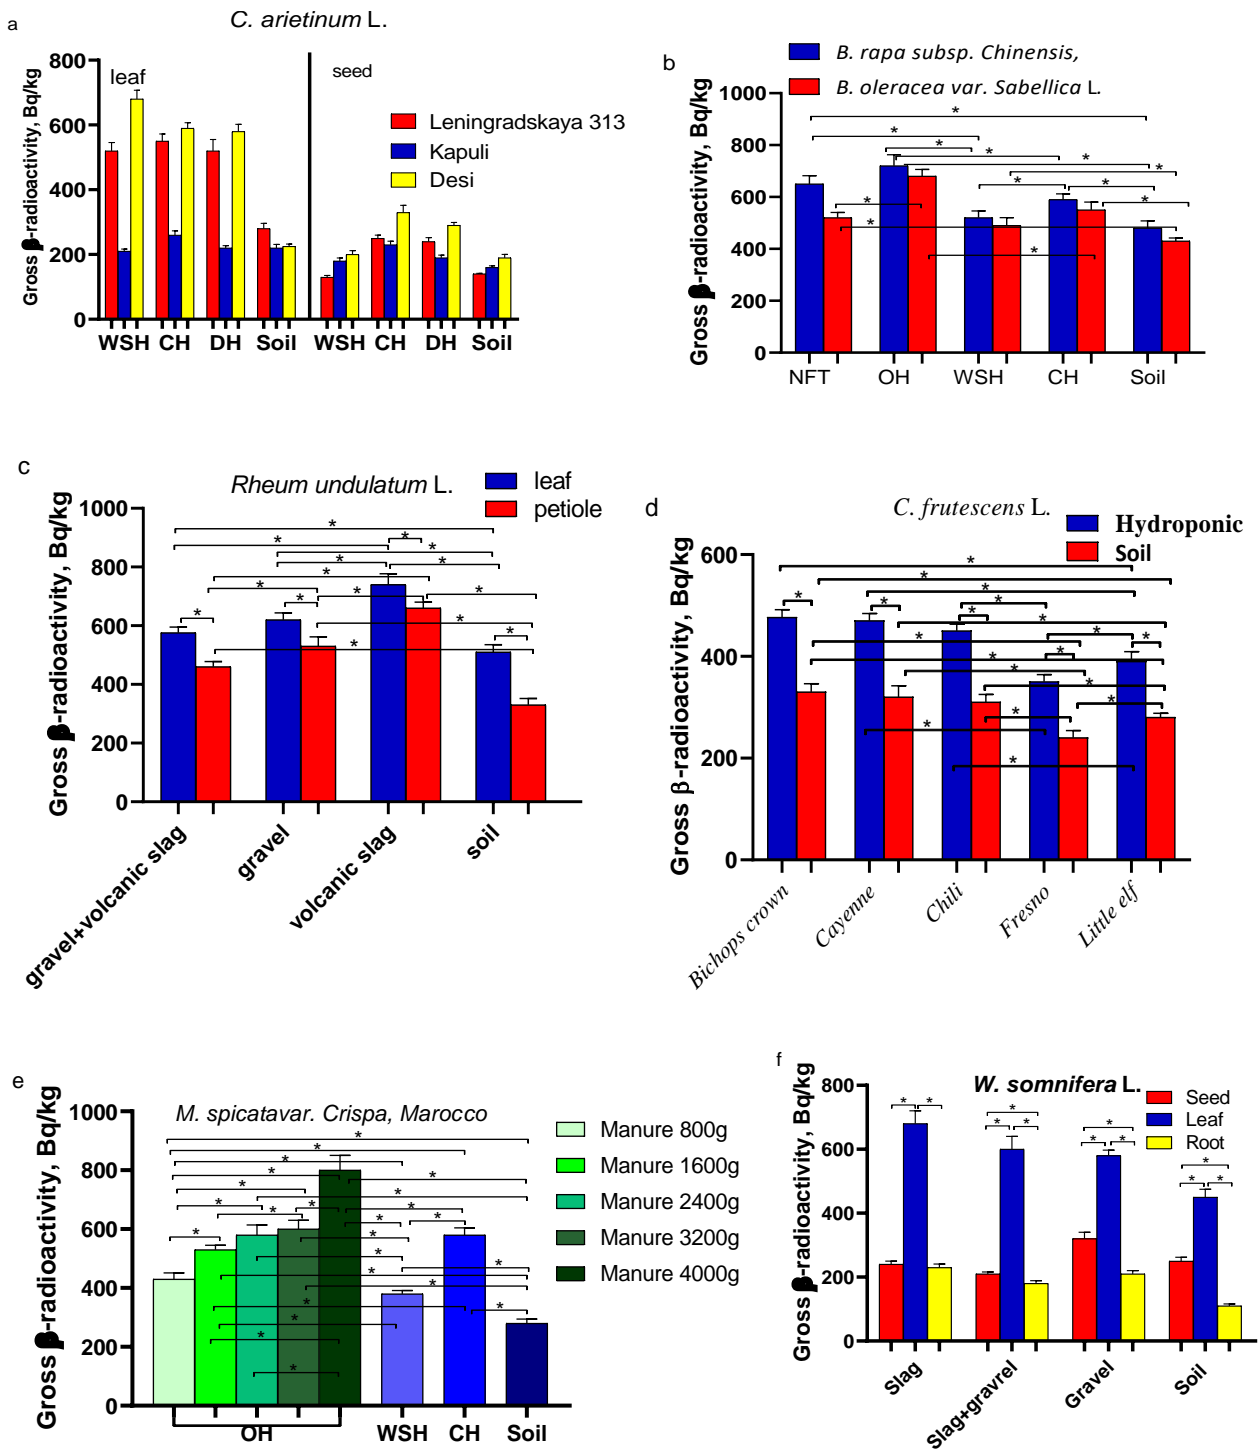 a
C. arietinum L.
Gross β-radioactivity, Bq/kg
800
600
400
200
0
leaf
seed
Leningradskaya 313
Kapuli
Desi
WSH CH DH Soil WSH CH DH Soil
b
B. rapa subsp. Chinensis,
B. oleracea var. Sabellica L.
Gross β-radioactivity, Bq/kg
1000
800
600
400
200
0
* * * * * * * * * * * * *
NFT OH WSH CH Soil
c
Rheum undulatum L.
leaf
petiole
Gross β-radioactivity, Bq/kg
1000
800
600
400
200
0
* * * * * * * * * * * * * * * *
gravel+volcanic slag
gravel
volcanic slag
soil
d
C. frutescens L.
Hydroponic
Soil
Gross β-radioactivity, Bq/kg
600
400
200
0
* * * * * * * * * * * * * * * * * * *
Bichops crown
Cayenne
Chili
Fresno
Little elf
e
M. spicatavar. Crispa, Marocco
Manure 800g
Manure 1600g
Manure 2400g
Manure 3200g
Manure 4000g
Gross β-radioactivity, Bq/kg
1000
800
600
400
200
0
* * * * * * * * * * * * * * * * * * * * * * *
OH WSH CH Soil
f
W. somnifera L.
Seed
Leaf
Root
Gross β-radioactivity, Bq/kg
800
600
400
200
0
* * * * * * * * * * *
Slag
Slag+gravrel
Gravel
Soil